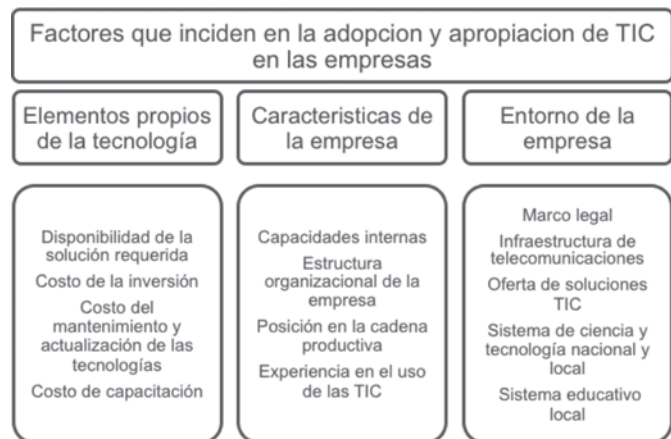 Factores que inciden en la adopcion y apropiacion de TIC
en las empresas
Elementos propios
de la tecnología
Caracteristicas de
la empresa
Entorno de la
empresa
Disponibilidad de la
solución requerida
Costo de la inversión
Costo del
mantenimiento y
actualización de las
tecnologías
Costo de capacitación
Capacidades internas
Estructura
organizacional de la
empresa
Posición en la cadena
productiva
Experiencia en el uso
de las TIC
Marco legal
Infraestructura de
telecomunicaciones
Oferta de soluciones
TIC
Sistema de ciencia y
tecnología nacional y
local
Sistema educativo
local